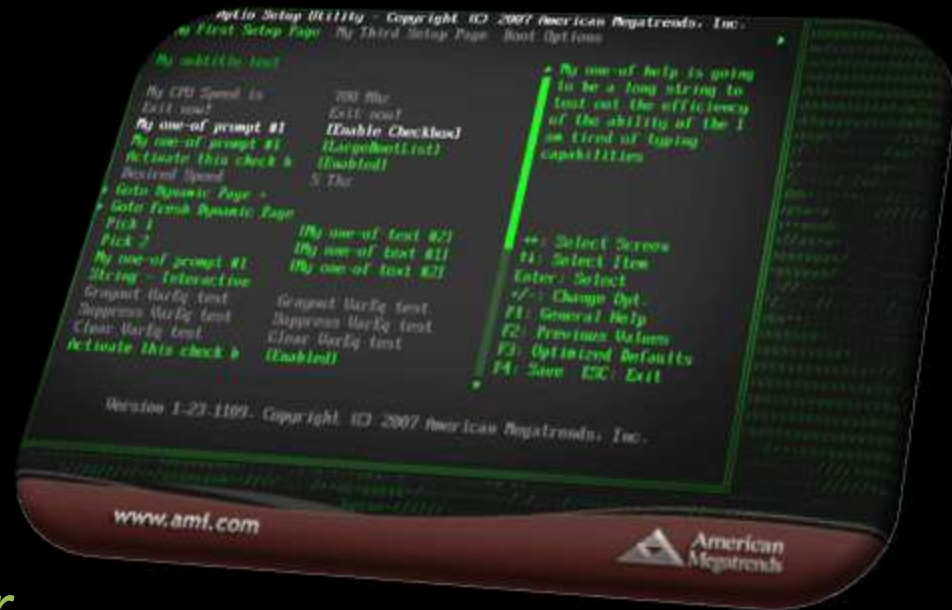 Aptio Setup Utility - Copyright (C) 2007 American Megatrends, Inc.
My First Setup Page My Third Setup Page Boot Options
My subtitle text
My CPU Speed is 700 Mhz
Exit now! Exit now!
My one-of prompt #1 [Enable Checkbox]
My one-of prompt #1 [LargeBootList]
Activate this check b [Enabled]
Desired Speed 5 Thz
Goto Dynamic Page +
Goto Fresh Dynamic Page
Pick 1 [My one-of text #2]
Pick 2 [My one-of text #1]
My one-of prompt #1 [My one-of text #2]
String - Interactive
Grayout VarEq test Grayout VarEq test
Suppress VarEq test Suppress VarEq test
Clear VarEq test Clear VarEq test
Activate this check b [Enabled]
My one-of help is going
to be a long string to
test out the efficiency
of the ability of the I
am tired of typing
capabilities
↔: Select Screen
↑↓: Select Item
Enter: Select
+/-: Change Opt.
F1: General Help
F2: Previous Values
F3: Optimized Defaults
F4: Save ESC: Exit
Version 1.23.1109. Copyright (C) 2007 American Megatrends, Inc.
www.ami.com
American
Megatrends